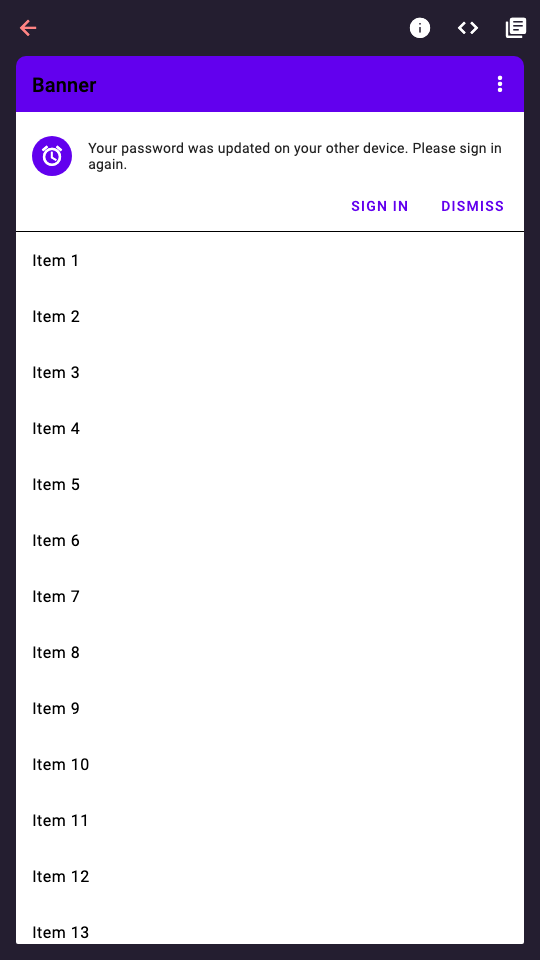 Banner
Your password was updated on your other device. Please sign in
again.
SIGN IN DISMISS
Item 1
Item 2
Item 3
Item 4
Item 5
Item 6
Item 7
Item 8
Item 9
Item 10
Item 11
Item 12
Item 13